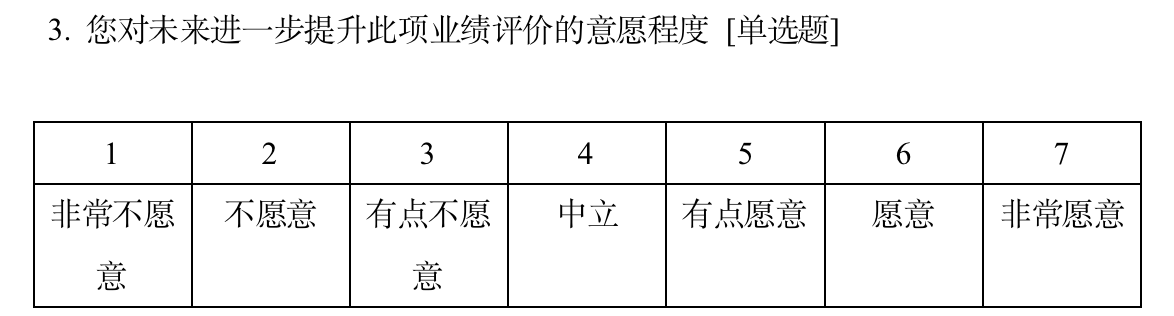 3. 您对未来进一步提升此项业绩评价的意愿程度 [单选题]
1 2 3 4 5 6 7
非常不愿意 不愿意 有点不愿意 中立 有点愿意 愿意 非常愿意